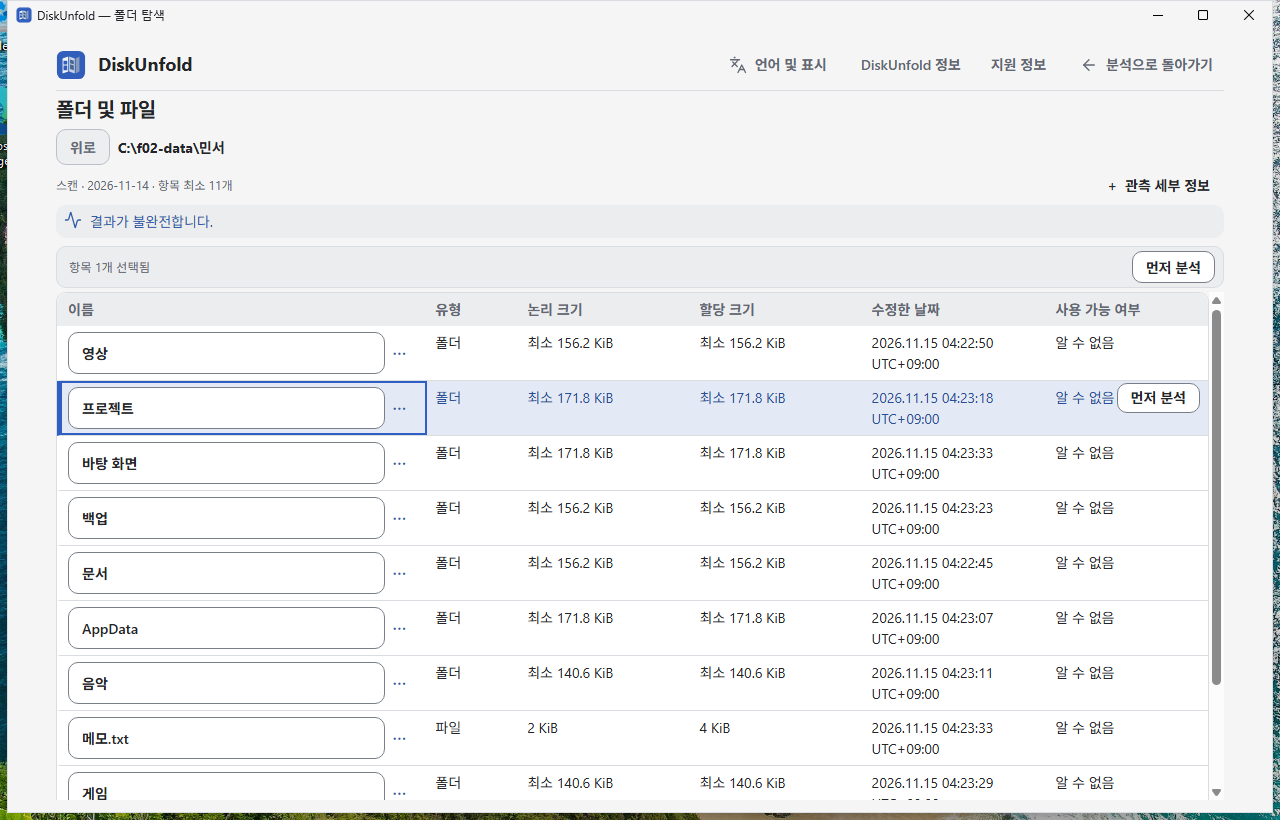 DiskUnfold — 폴더 탐색
DiskUnfold
언어 및 표시
DiskUnfold 정보
지원 정보
← 분석으로 돌아가기
폴더 및 파일
위로
C:\f02-data\민서
스캔 · 2026-11-14 · 항목 최소 11개
+ 관측 세부 정보
결과가 불완전합니다.
항목 1개 선택됨
먼저 분석
이름 유형 논리 크기 할당 크기 수정한 날짜 사용 가능 여부
영상 ... 폴더 최소 156.2 KiB 최소 156.2 KiB 2026.11.15 04:22:50 알 수 없음
UTC+09:00
프로젝트 ... 폴더 최소 171.8 KiB 최소 171.8 KiB 2026.11.15 04:23:18 알 수 없음 먼저 분석
UTC+09:00
바탕 화면 ... 폴더 최소 171.8 KiB 최소 171.8 KiB 2026.11.15 04:23:33 알 수 없음
UTC+09:00
백업 ... 폴더 최소 156.2 KiB 최소 156.2 KiB 2026.11.15 04:23:23 알 수 없음
UTC+09:00
문서 ... 폴더 최소 156.2 KiB 최소 156.2 KiB 2026.11.15 04:22:45 알 수 없음
UTC+09:00
AppData ... 폴더 최소 171.8 KiB 최소 171.8 KiB 2026.11.15 04:23:07 알 수 없음
UTC+09:00
음악 ... 폴더 최소 140.6 KiB 최소 140.6 KiB 2026.11.15 04:23:11 알 수 없음
UTC+09:00
메모.txt ... 파일 2 KiB 4 KiB 2026.11.15 04:23:33 알 수 없음
UTC+09:00
게임 ... 폴더 최소 140.6 KiB 최소 140.6 KiB 2026.11.15 04:23:29 알 수 없음